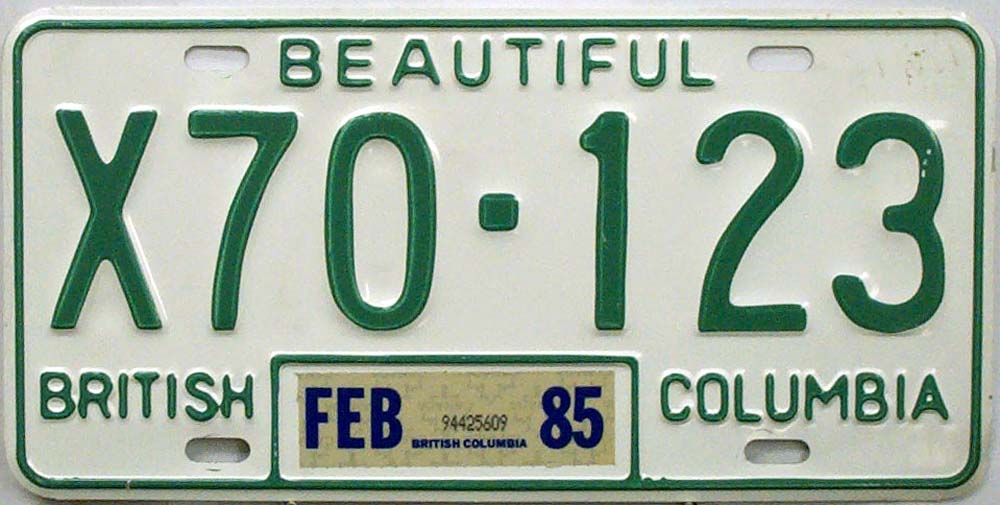 BEAUTIFUL
X70·123
BRITISH COLUMBIA
FEB 94425609 85
BRITISH COLUMBIA